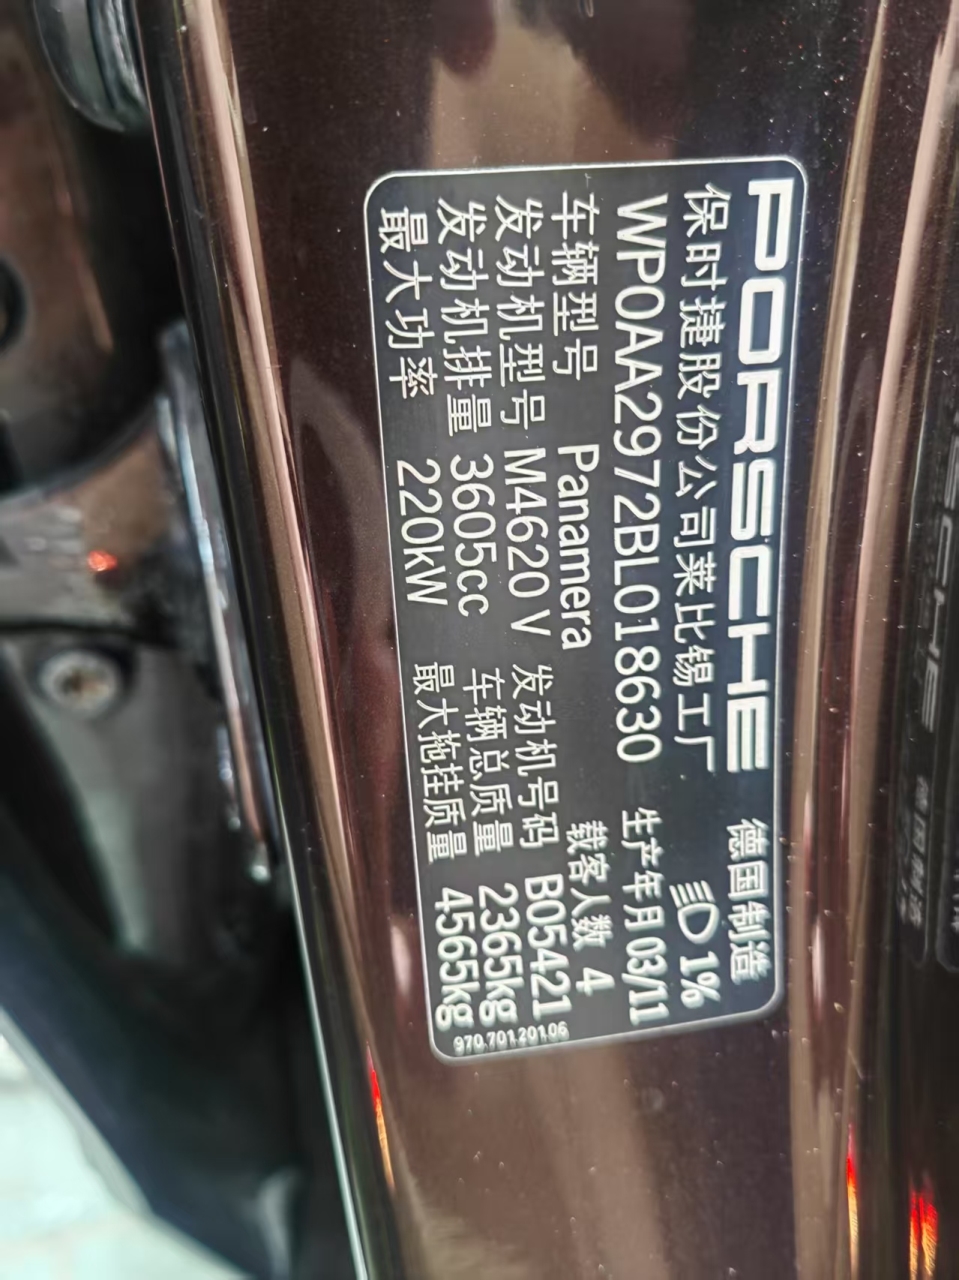 PORSCHE 德国制造
保时捷股份公司莱比锡工厂 1%
WP0AA2972BL018630 生产年月 03/11
车辆型号 Panamera 载客人数 4
发动机型号 M4620 V 发动机号码 B05421
发动机排量 3605cc 车辆总质量 2365kg
最大功率 220kW 最大拖挂质量 4565kg
970.701.201.06